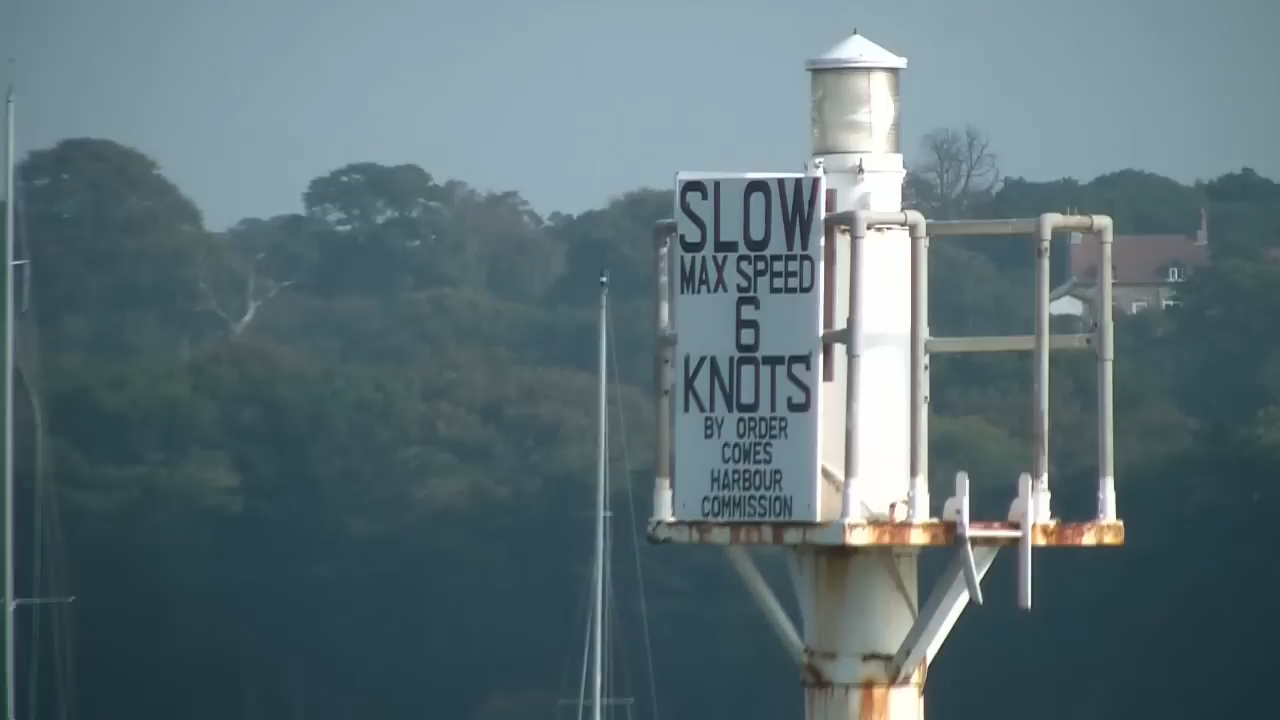 SLOW
MAX SPEED
6
KNOTS
BY ORDER
COWES
HARBOUR
COMMISSION